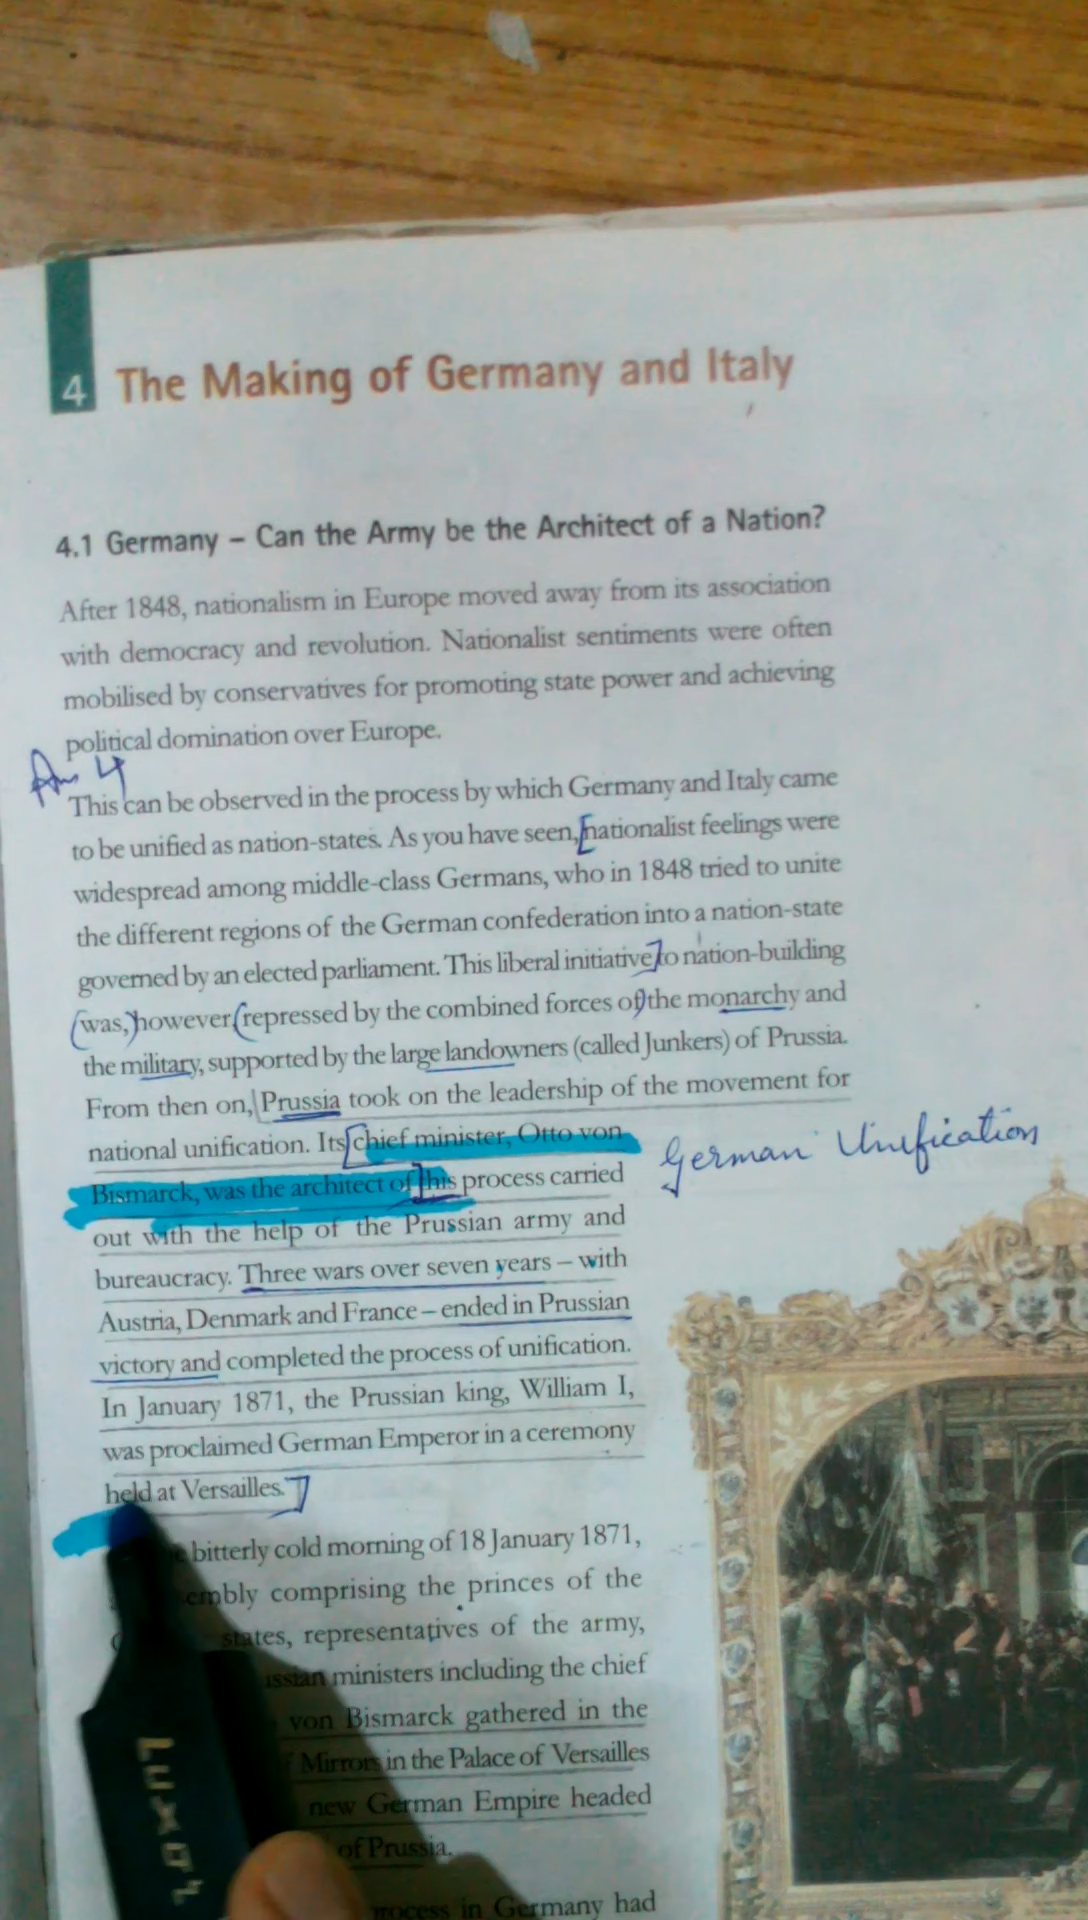 4 The Making of Germany and Italy
4.1 Germany – Can the Army be the Architect of a Nation?
After 1848, nationalism in Europe moved away from its association
with democracy and revolution. Nationalist sentiments were often
mobilised by conservatives for promoting state power and achieving
political domination over Europe.
Ans 4
This can be observed in the process by which Germany and Italy came
to be unified as nation-states. As you have seen, nationalist feelings were
widespread among middle-class Germans, who in 1848 tried to unite
the different regions of the German confederation into a nation-state
governed by an elected parliament. This liberal initiative to nation-building
was, however, repressed by the combined forces of the monarchy and
the military, supported by the large landowners (called Junkers) of Prussia.
From then on, Prussia took on the leadership of the movement for
national unification. Its chief minister, Otto von
Bismarck, was the architect of this process carried
out with the help of the Prussian army and
bureaucracy. Three wars over seven years – with
Austria, Denmark and France – ended in Prussian
victory and completed the process of unification.
In January 1871, the Prussian king, William I,
was proclaimed German Emperor in a ceremony
held at Versailles.
German Unification
bitterly cold morning of 18 January 1871,
comprising the princes of the
states, representatives of the army,
ministers including the chief
von Bismarck gathered in the
Mirrors in the Palace of Versailles
new German Empire headed
of Prussia.
process in Germany had
LUXOR